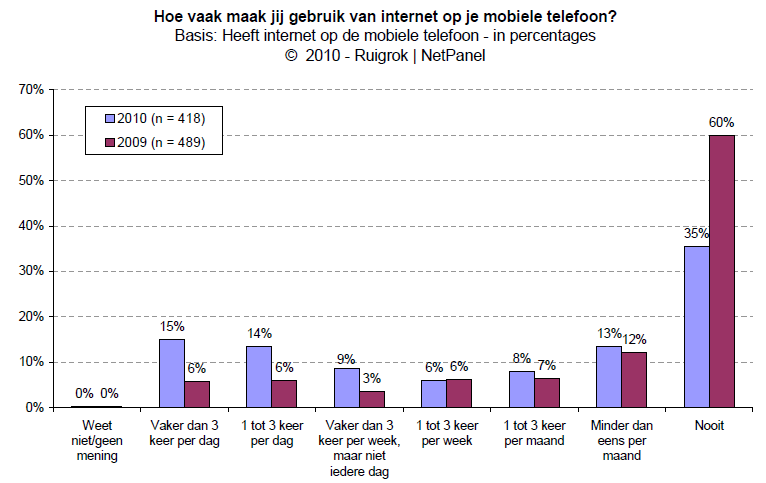 Hoe vaak maak jij gebruik van internet op je mobiele telefoon?
Basis: Heeft internet op de mobiele telefoon - in percentages
© 2010 - Ruigrok | NetPanel
70%
60%
50%
40%
30%
20%
10%
0%
2010 (n = 418)
2009 (n = 489)
0% 0%
15% 6%
14% 6%
9% 3%
6% 6%
8% 7%
13% 12%
35% 60%
Weet
niet/geen
mening
Vaker dan 3
keer per dag
1 tot 3 keer
per dag
Vaker dan 3
keer per week,
maar niet
iedere dag
1 tot 3 keer
per week
1 tot 3 keer
per maand
Minder dan
eens per
maand
Nooit